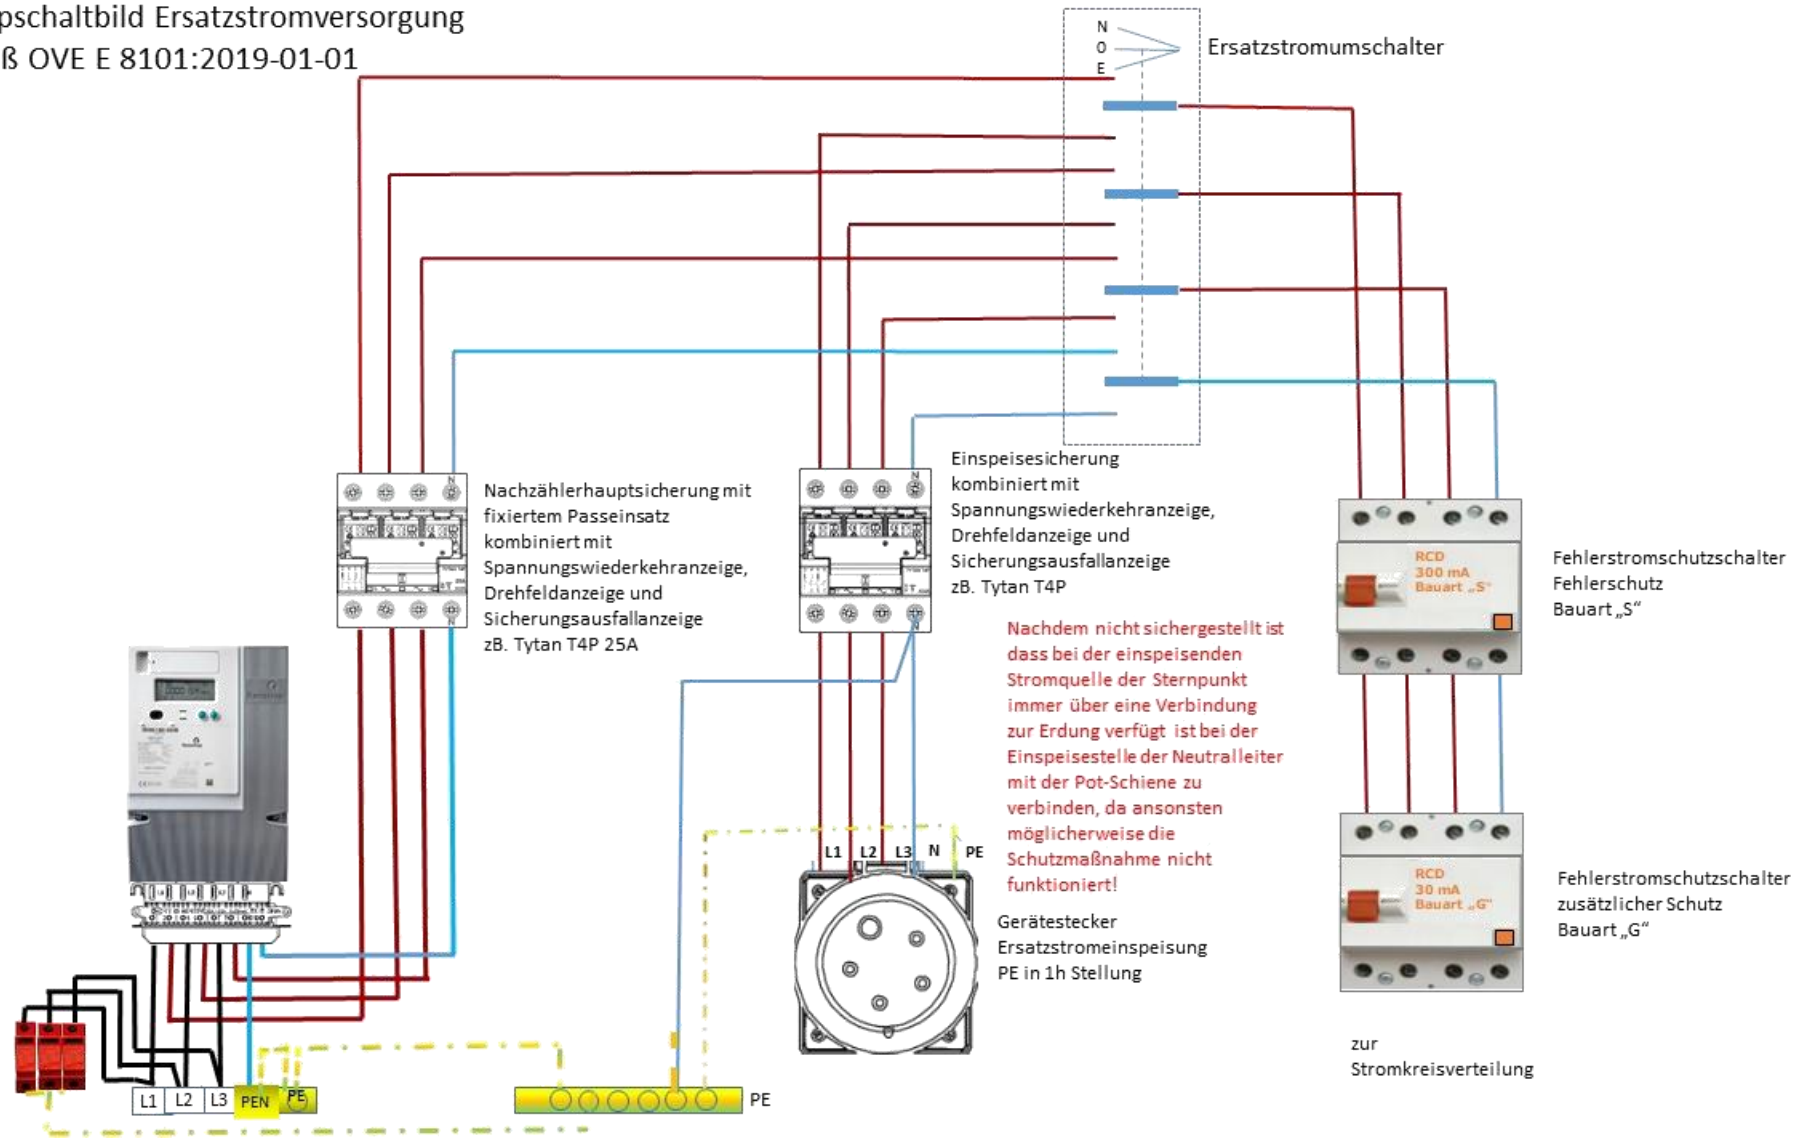 pschaltbild Ersatzstromversorgung
ß OVE E 8101:2019-01-01
N
O
E
Ersatzstromumschalter
Nachzählerhauptsicherung mit
fixiertem Passeinsatz
kombiniert mit
Spannungswiederkehranzeige,
Drehfeldanzeige und
Sicherungsausfallanzeige
zB. Tytan T4P 25A
N
N
Einspeisesicherung
kombiniert mit
Spannungswiederkehranzeige,
Drehfeldanzeige und
Sicherungsausfallanzeige
zB. Tytan T4P
N
N
Nachdem nicht sichergestellt ist
dass bei der einspeisenden
Stromquelle der Sternpunkt
immer über eine Verbindung
zur Erdung verfügt ist bei der
Einspeisestelle der Neutralleiter
mit der Pot-Schiene zu
verbinden, da ansonsten
möglicherweise die
Schutzmaßnahme nicht
funktioniert!
L1 L2 L3 N PE
Gerätestecker
Ersatzstromeinspeisung
PE in 1h Stellung
RCD
300 mA
Bauart „S“
Fehlerstromschutzschalter
Fehlerschutz
Bauart „S“
RCD
30 mA
Bauart „G“
Fehlerstromschutzschalter
zusätzlicher Schutz
Bauart „G“
zur
Stromkreisverteilung
L1 L2 L3 PEN PE
PE